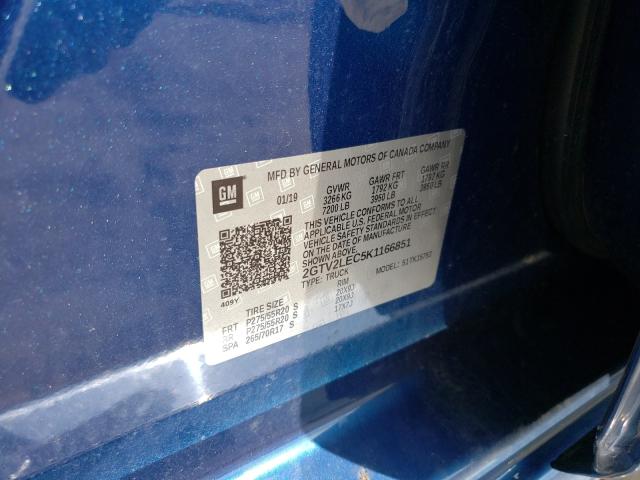 GM
MFD BY GENERAL MOTORS OF CANADA COMPANY
01/19
GVWR GAWR FRT GAWR RR
3266 KG 1792 KG 1792 KG
7200 LB 3950 LB 3950 LB
THIS VEHICLE CONFORMS TO ALL
APPLICABLE U.S. FEDERAL MOTOR
VEHICLE SAFETY STANDARDS IN EFFECT
ON THE DATE OF MANUFACTURE
SHOWN ABOVE.
2GTV2LEC5K1166851
TYPE: TRUCK MODEL:
409Y
TIRE SIZE RIM
FRT P275/55R20 S 20X9J
RR P275/55R20 S 20X9J
SPA 265/70R17 S 17X7J